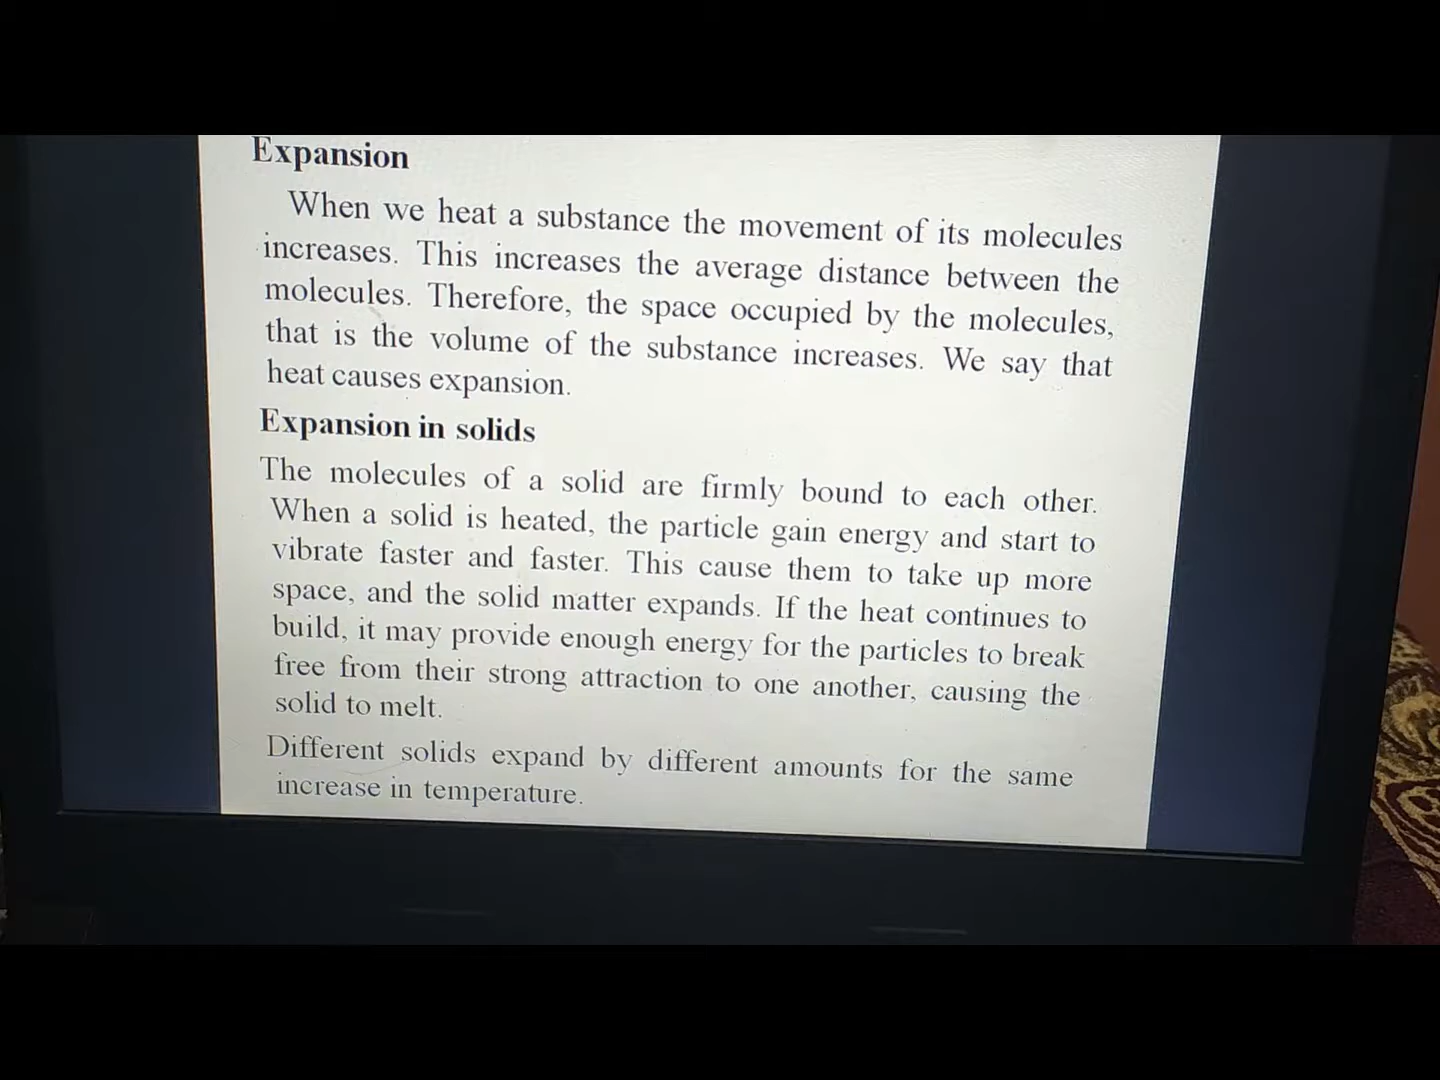 Expansion
When we heat a substance the movement of its molecules
increases. This increases the average distance between the
molecules. Therefore, the space occupied by the molecules,
that is the volume of the substance increases. We say that
heat causes expansion.
Expansion in solids
The molecules of a solid are firmly bound to each other.
When a solid is heated, the particle gain energy and start to
vibrate faster and faster. This cause them to take up more
space, and the solid matter expands. If the heat continues to
build, it may provide enough energy for the particles to break
free from their strong attraction to one another, causing the
solid to melt.
Different solids expand by different amounts for the same
increase in temperature.